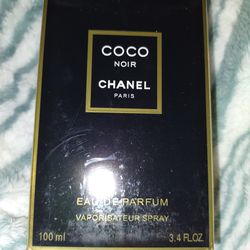 COCO
NOIR
CHANEL
PARIS
EAU DE PARFUM
VAPORISATEUR SPRAY
100 ml 3.4 FL.OZ.